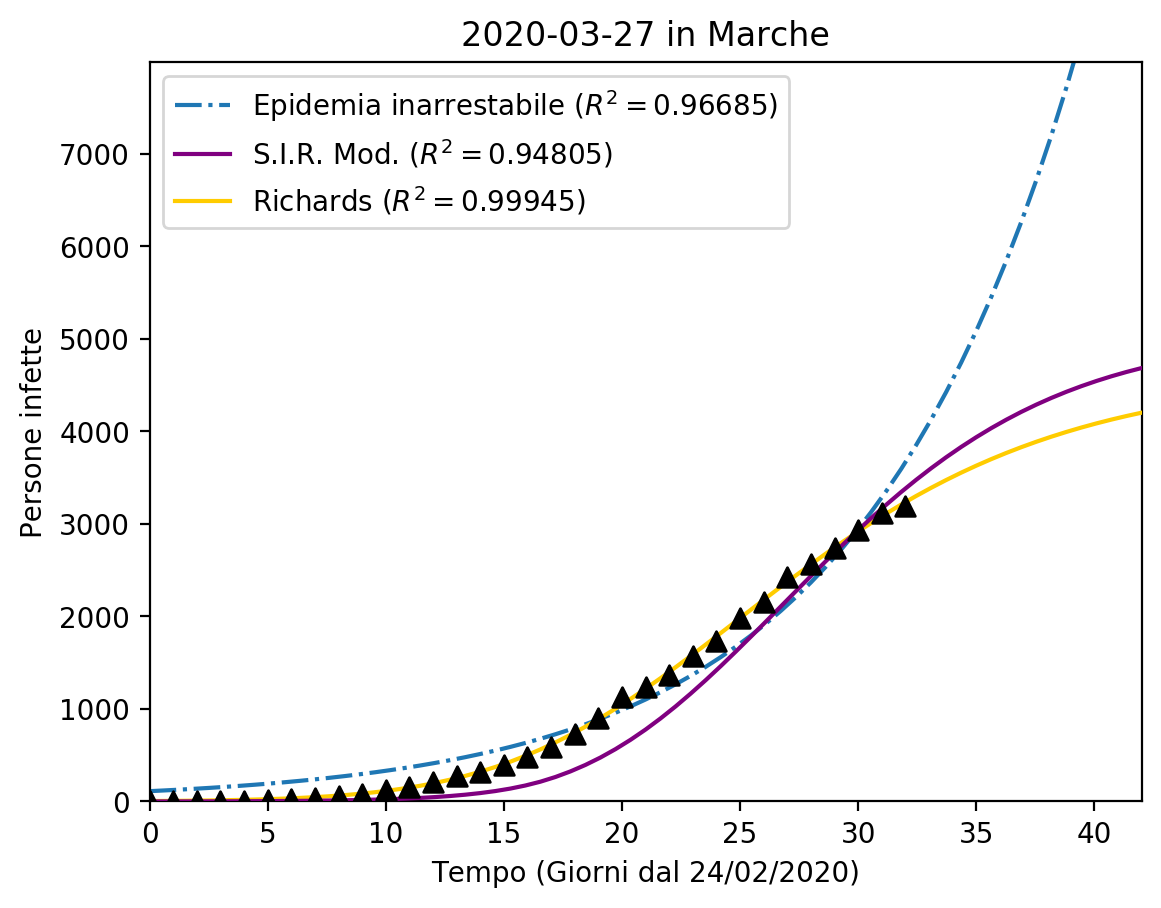 2020-03-27 in Marche
Epidemia inarrestabile (R² = 0.96685)
S.I.R. Mod. (R² = 0.94805)
Richards (R² = 0.99945)
Persone infette
7000
6000
5000
4000
3000
2000
1000
0
0 5 10 15 20 25 30 35 40
Tempo (Giorni dal 24/02/2020)